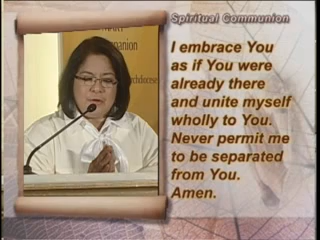 Spiritual Communion
I embrace You
as if You were
already there
and unite myself
wholly to You.
Never permit me
to be separated
from You.
Amen.